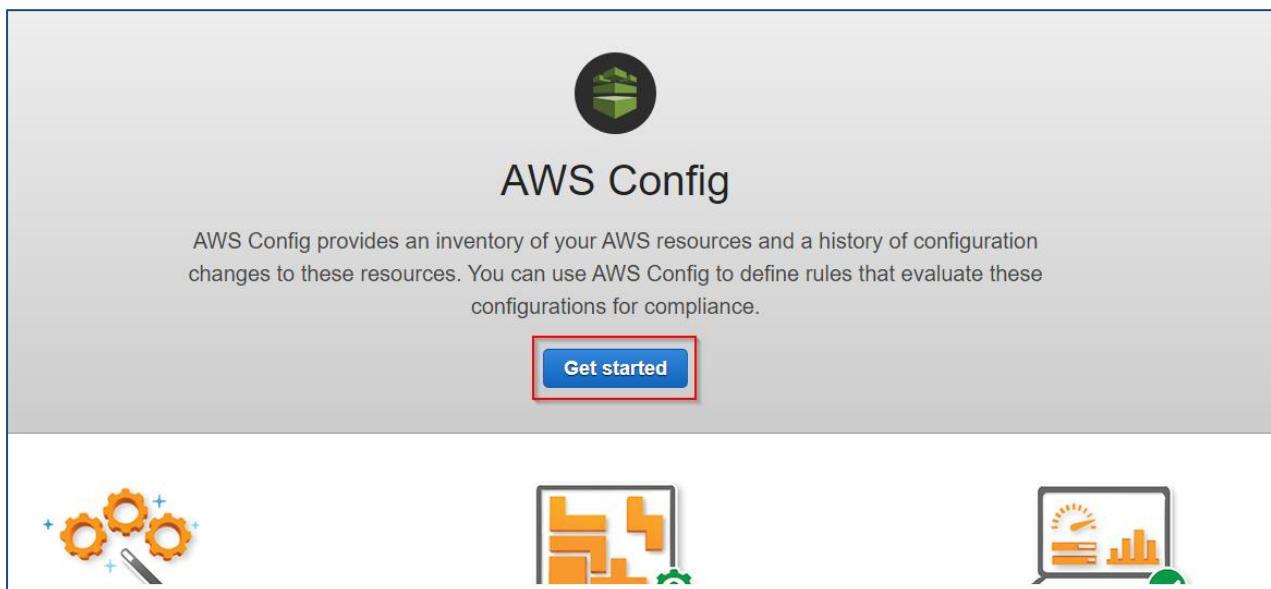 AWS Config
AWS Config provides an inventory of your AWS resources and a history of configuration
changes to these resources. You can use AWS Config to define rules that evaluate these
configurations for compliance.
Get started